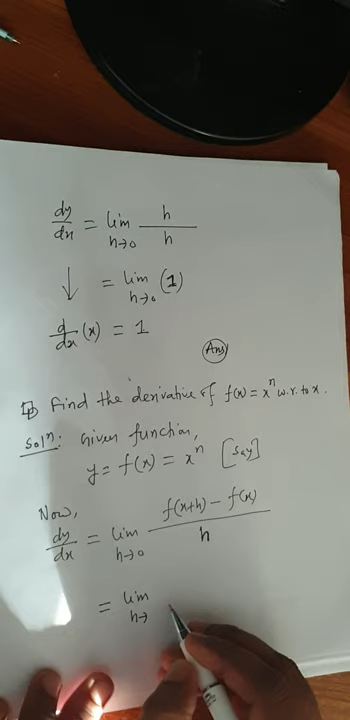 dy/dx = lim h→0 h/h
↓ = lim h→0 (1)
d/dx (x) = 1
Ans
Find the derivative of f(x) = xⁿ w.r. to x.
Solⁿ: Given function,
y = f(x) = xⁿ [say]
Now,
dy/dx = lim h→0 f(x+h) - f(x)/h
= lim h→